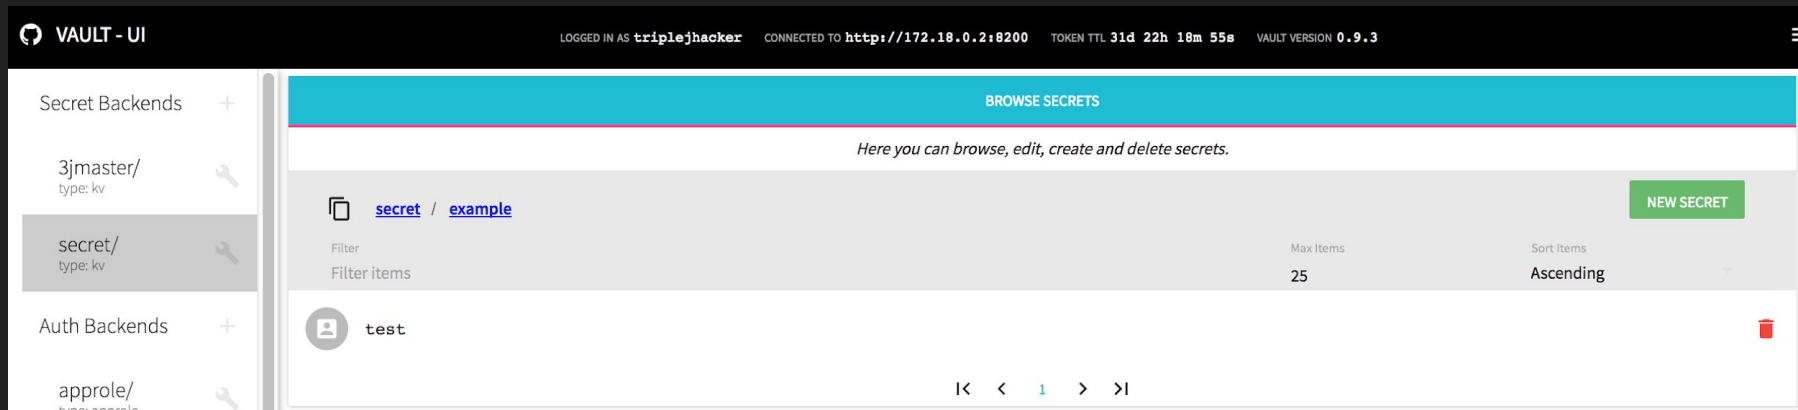 VAULT - UI
LOGGED IN AS triplejhacker CONNECTED TO http://172.18.0.2:8200 TOKEN TTL 31d 22h 18m 55s VAULT VERSION 0.9.3
Secret Backends
3jmaster/
type: kv
secret/
type: kv
Auth Backends
approle/
type: approle
BROWSE SECRETS
Here you can browse, edit, create and delete secrets.
secret / example
NEW SECRET
Filter
Filter items
Max Items
25
Sort Items
Ascending
test
1